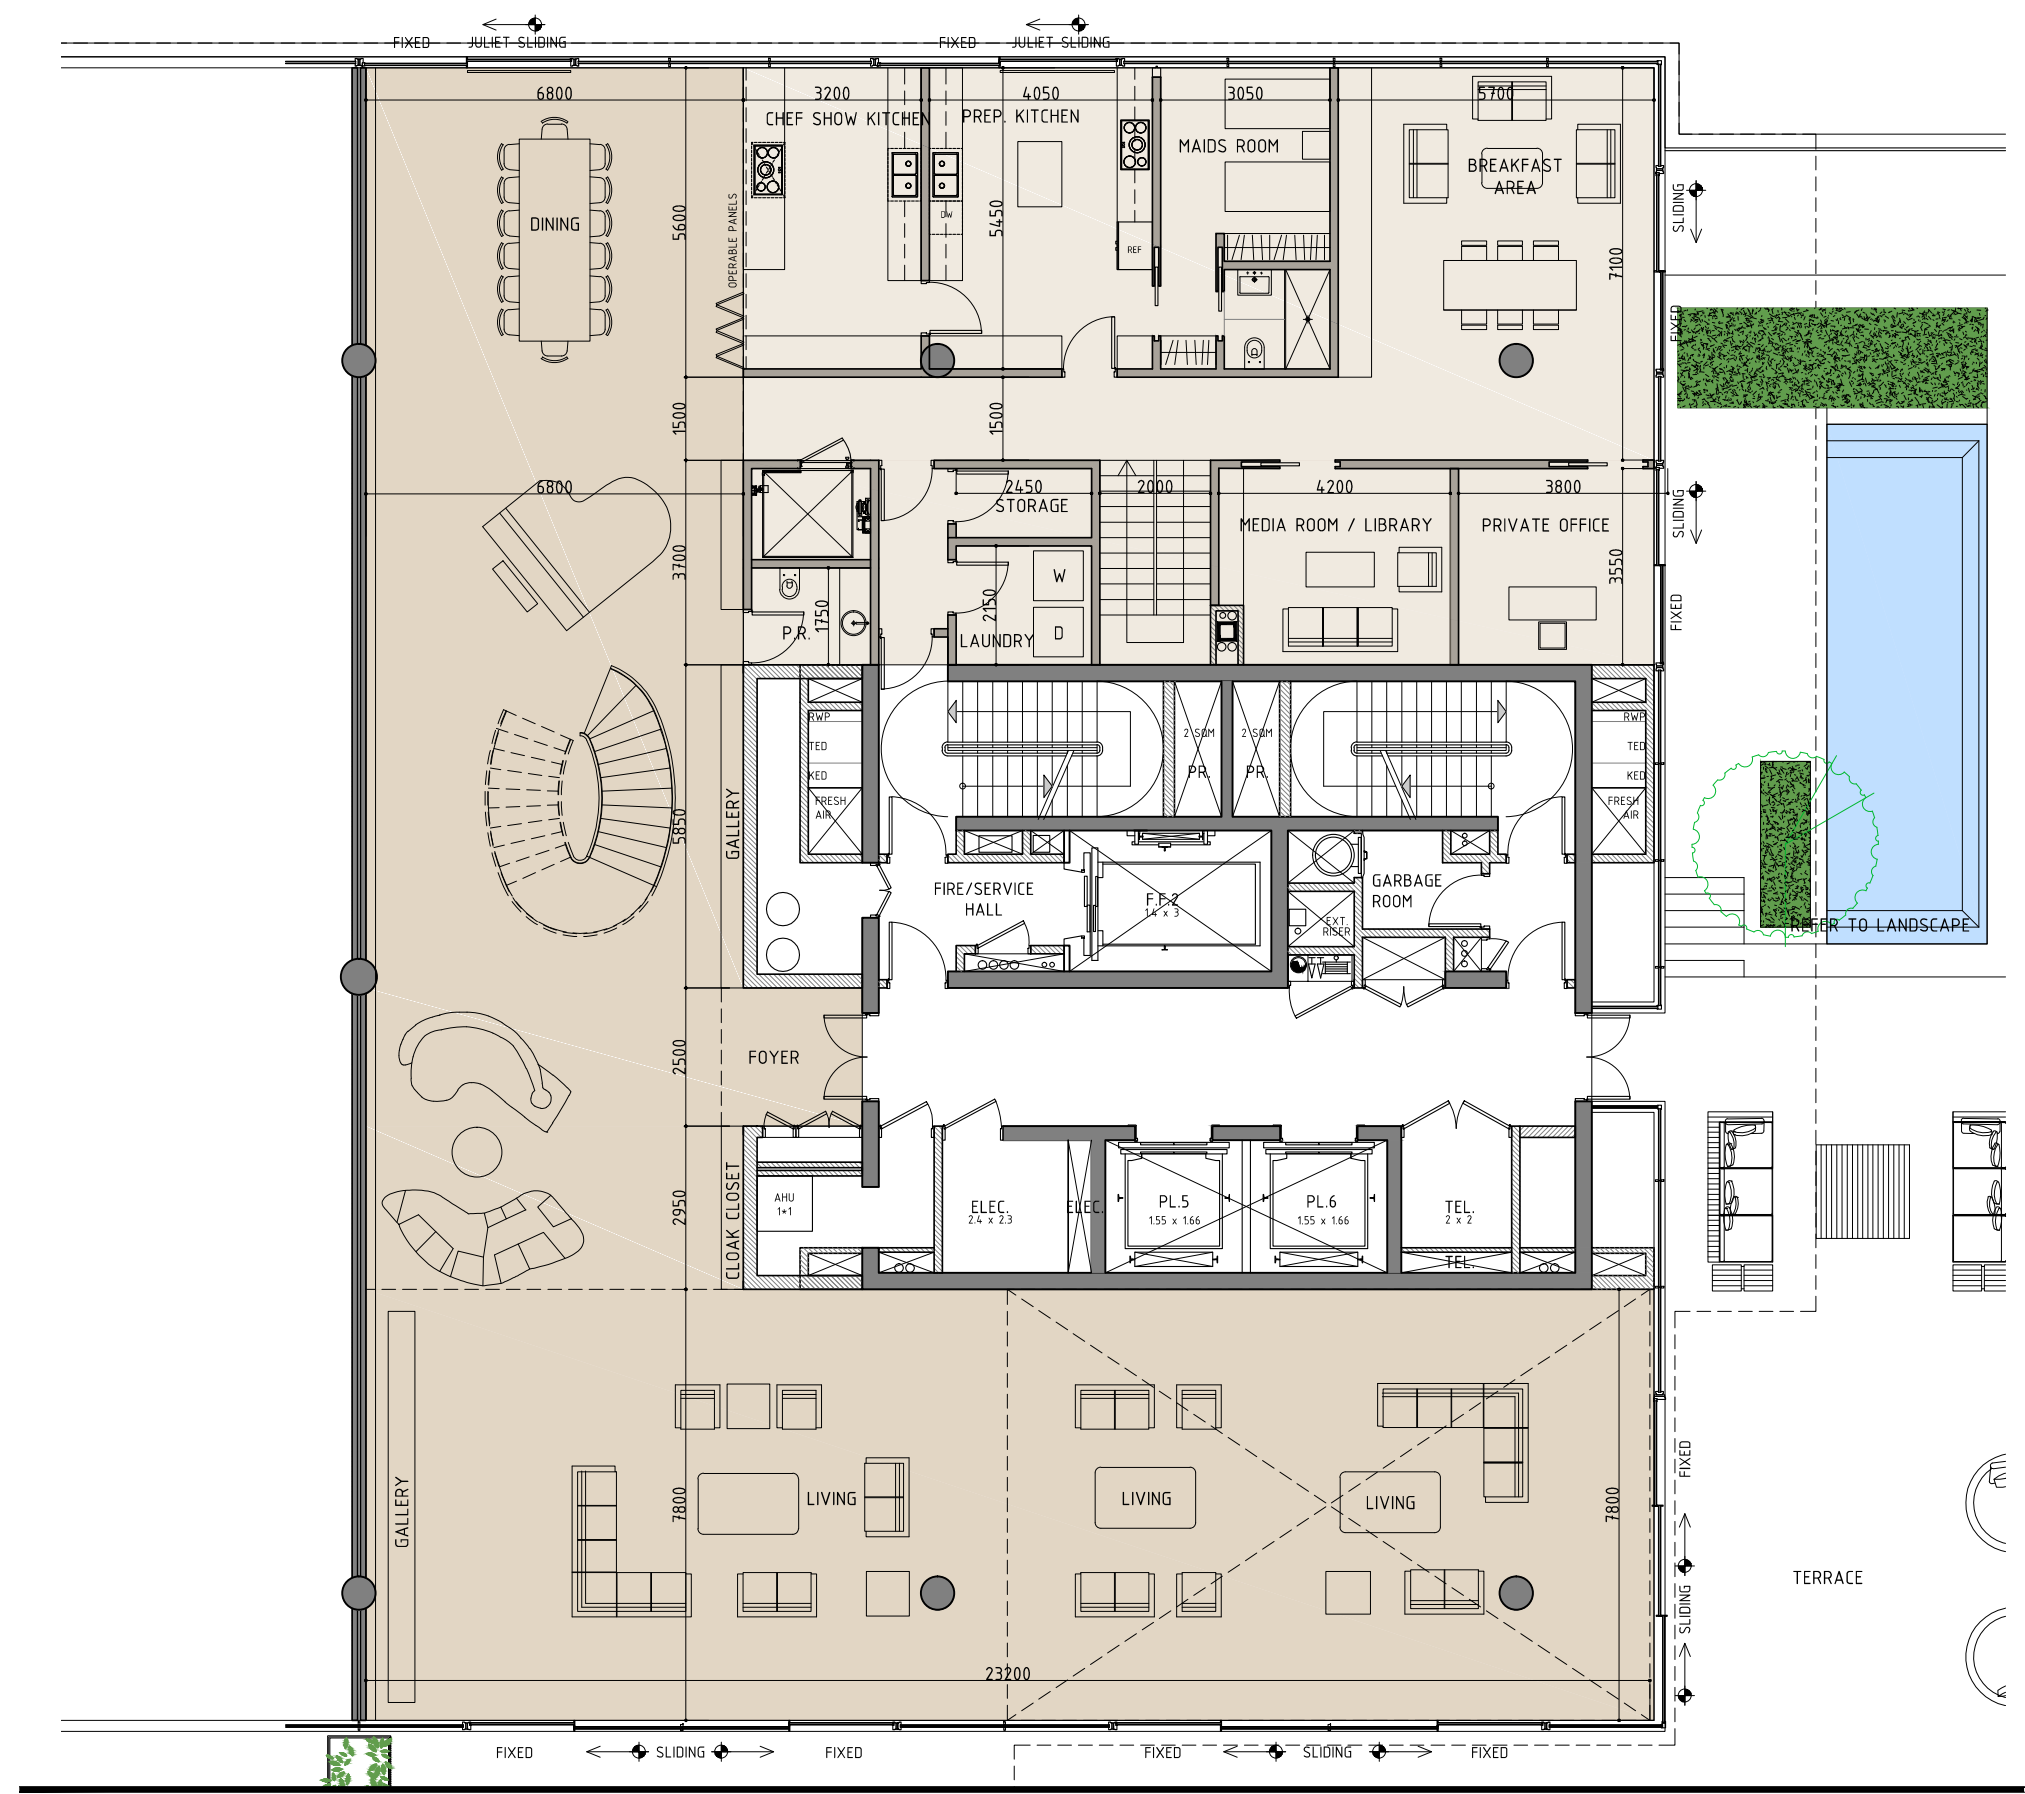 FIXED
JULIET SLIDING
FIXED
JULIET SLIDING
6800
3200
4050
3050
5700
CHEF SHOW KITCHEN
PREP. KITCHEN
MAIDS ROOM
BREAKFAST
AREA
SLIDING
DINING
5600
OPERABLE PANELS
DW
5450
REF
7100
FIXED
1500
1500
6800
2450
2000
4200
3800
STORAGE
MEDIA ROOM / LIBRARY
PRIVATE OFFICE
SLIDING
3700
W
3550
1750
2150
FIXED
P.R.
LAUNDRY
D
RWP
TED
KED
FRESH
AIR
2 SQM
PR.
2 SQM
PR.
RWP
TED
KED
FRESH
AIR
GALLERY
5850
FIRE/SERVICE
HALL
F.F.2
1.4 x 3
GARBAGE
ROOM
EXT.
RISER
REFER TO LANDSCAPE
2500
FOYER
CLOAK CLOSET
2950
AHU
1*1
ELEC.
2.4 x 2.3
ELEC.
PL.5
1.55 x 1.66
PL.6
1.55 x 1.66
TEL.
2 x 2
TEL.
GALLERY
7800
LIVING
LIVING
LIVING
7800
FIXED
SLIDING
TERRACE
23200
FIXED
SLIDING
FIXED
FIXED
SLIDING
FIXED